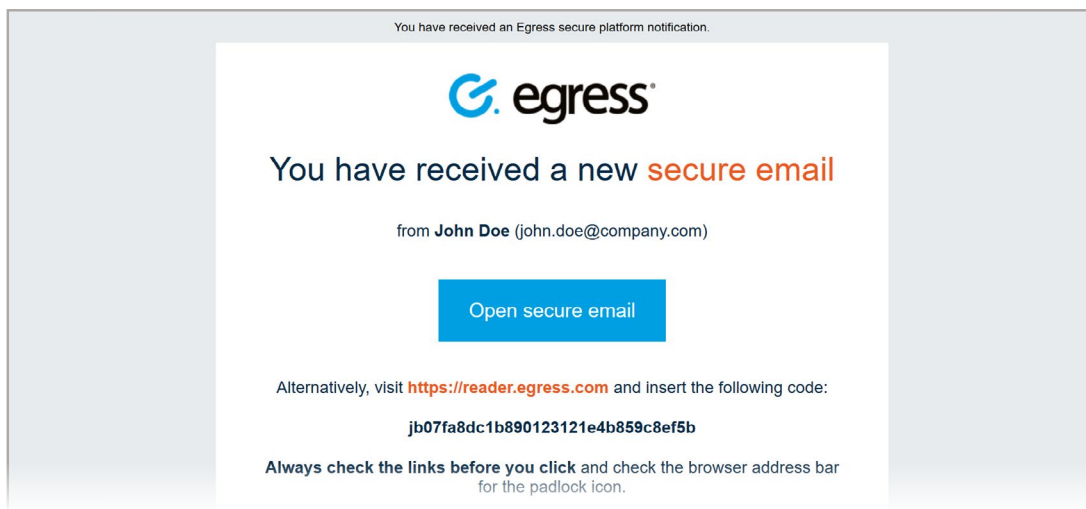 You have received an Egress secure platform notification.
egress®
You have received a new secure email
from John Doe (john.doe@company.com)
Open secure email
Alternatively, visit https://reader.egress.com and insert the following code:
jb07fa8dc1b890123121e4b859c8ef5b
Always check the links before you click and check the browser address bar
for the padlock icon.